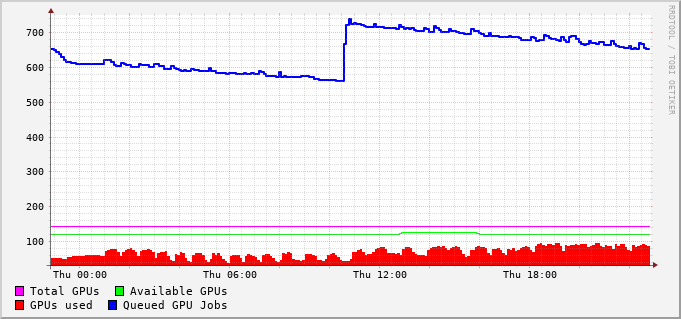 700
600
500
400
300
200
100
Thu 00:00 Thu 06:00 Thu 12:00 Thu 18:00
Total GPUs Available GPUs
GPUs used Queued GPU Jobs
RRDTOOL / TOBI OETIKER